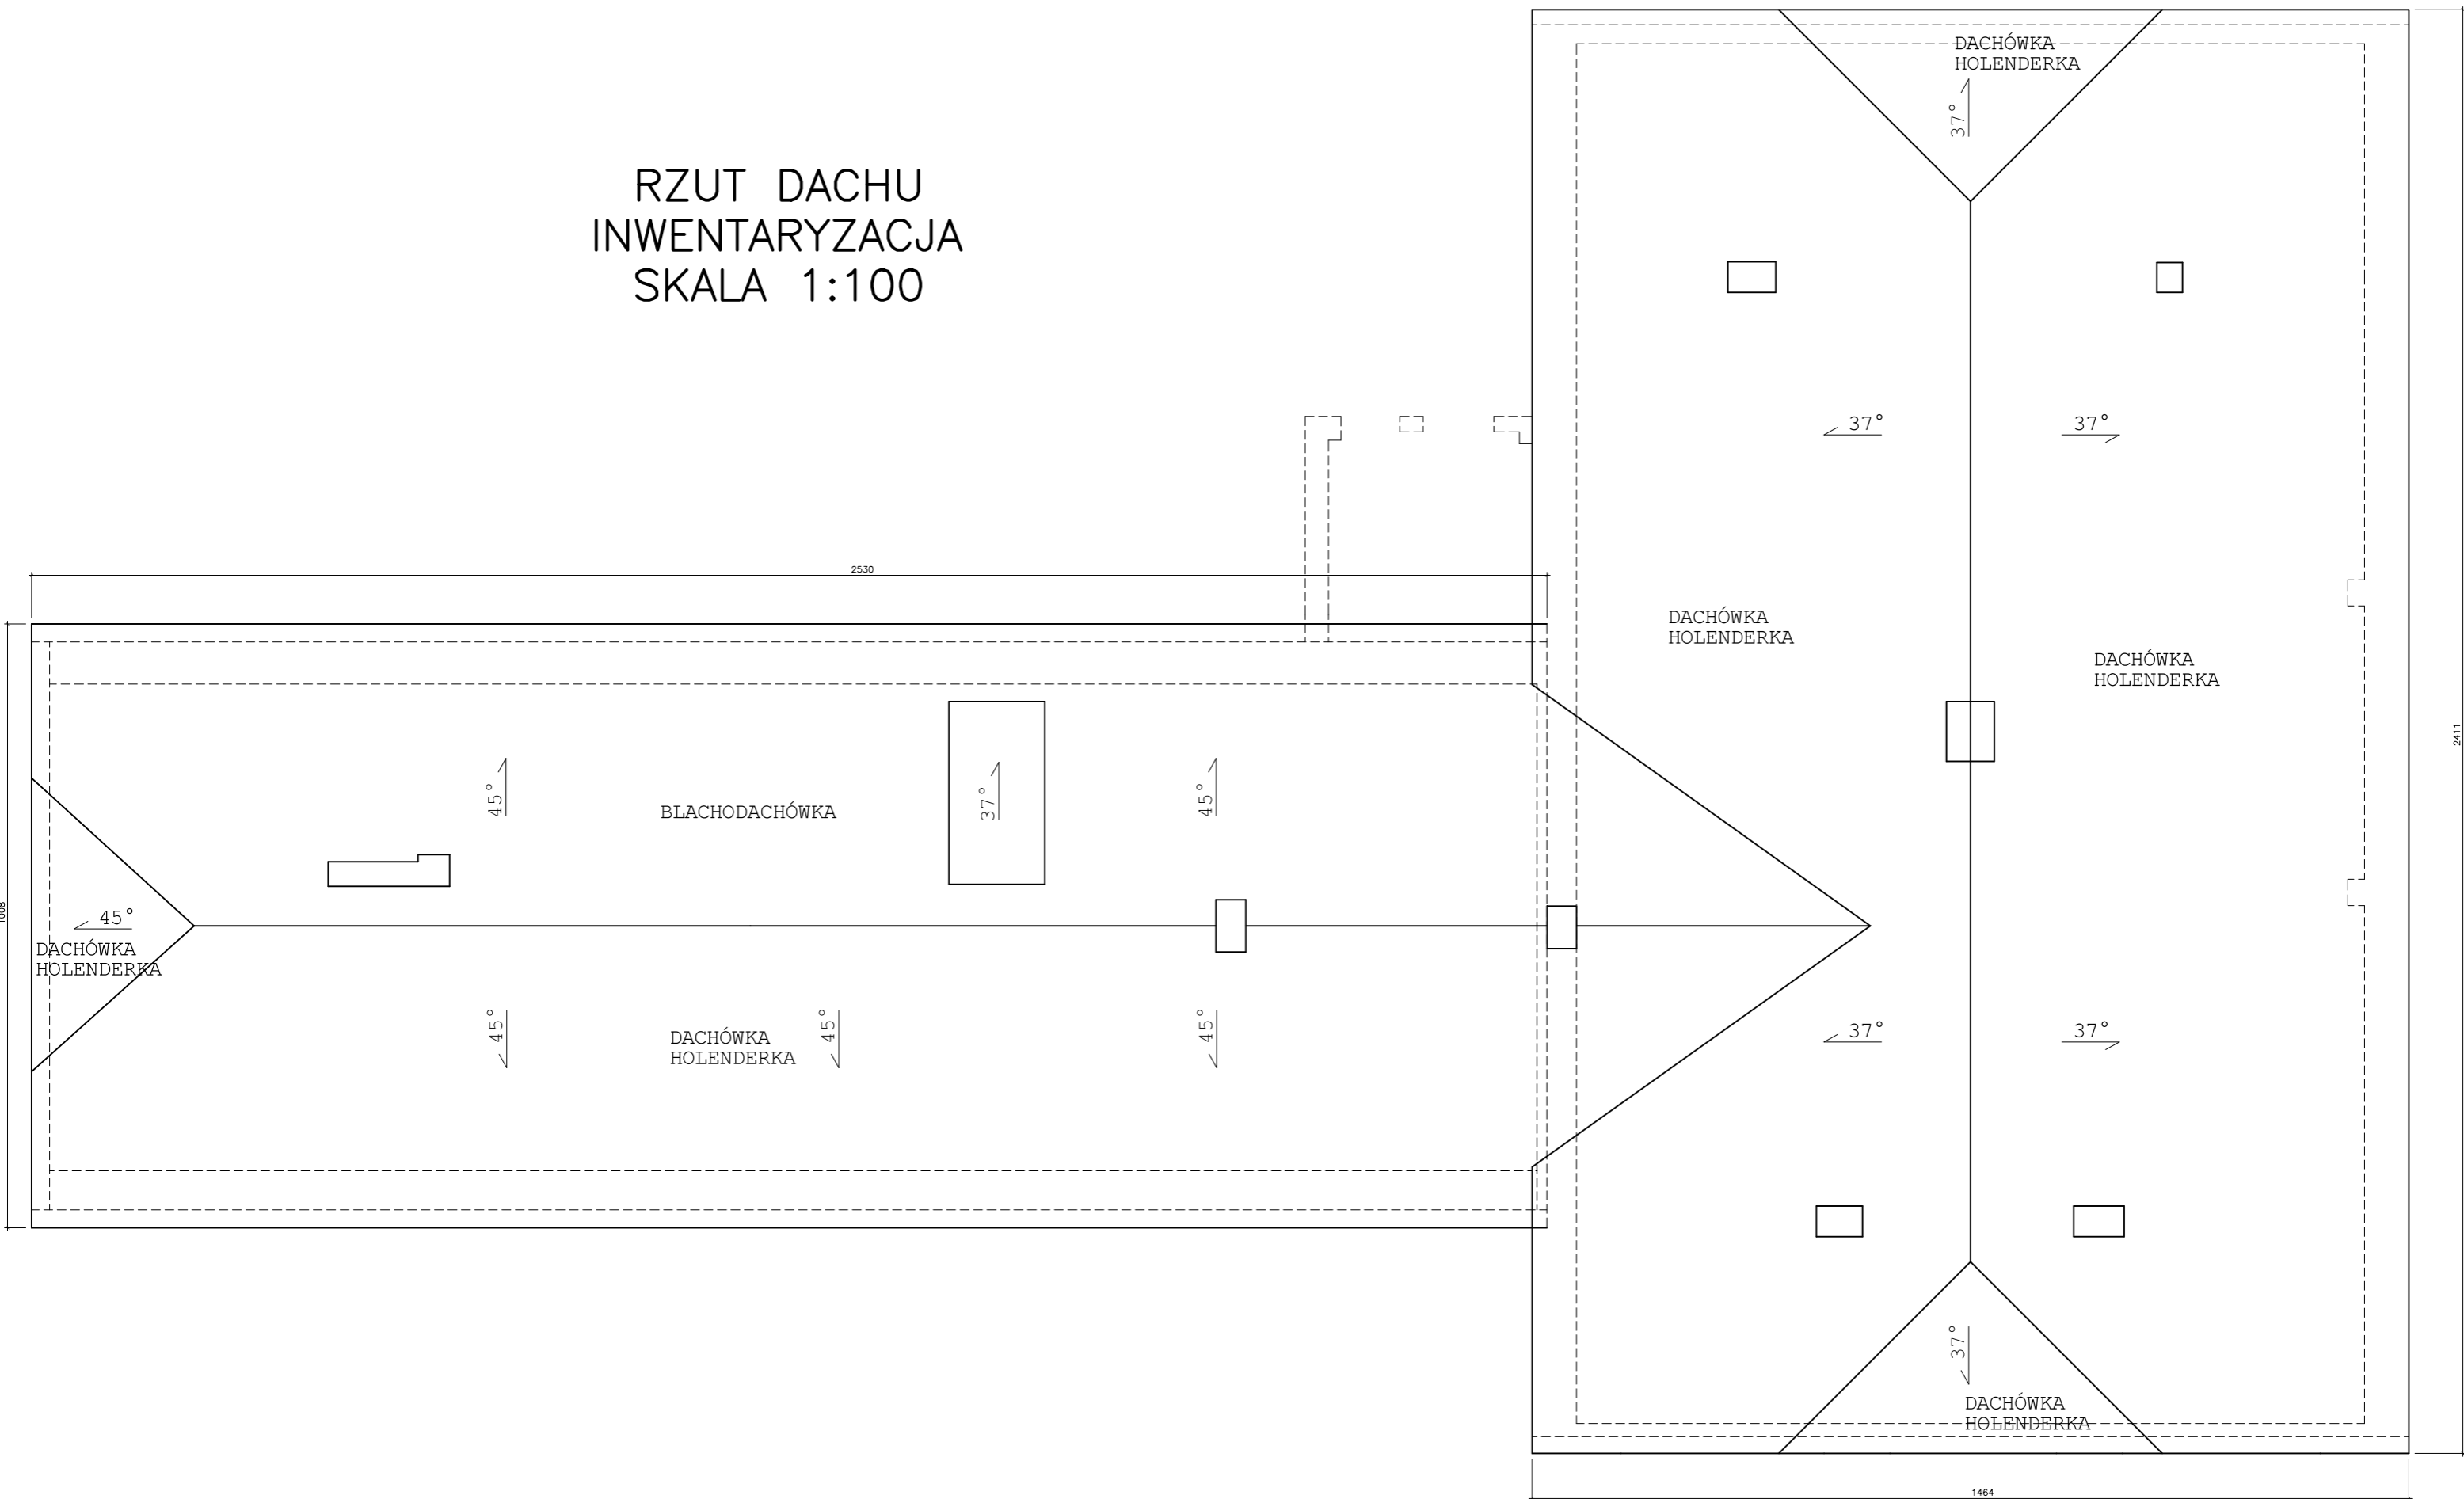 DACHÓWKA
HOLENDERKA
37°
RZUT DACHU
INWENTARYZACJA
SKALA 1:100
37°
37°
2530
DACHÓWKA
HOLENDERKA
DACHÓWKA
HOLENDERKA
2411
45°
37°
45°
BLACHODACHÓWKA
1008
45°
DACHÓWKA
HOLENDERKA
45°
DACHÓWKA
HOLENDERKA
45°
45°
37°
37°
37°
DACHÓWKA
HOLENDERKA
1464